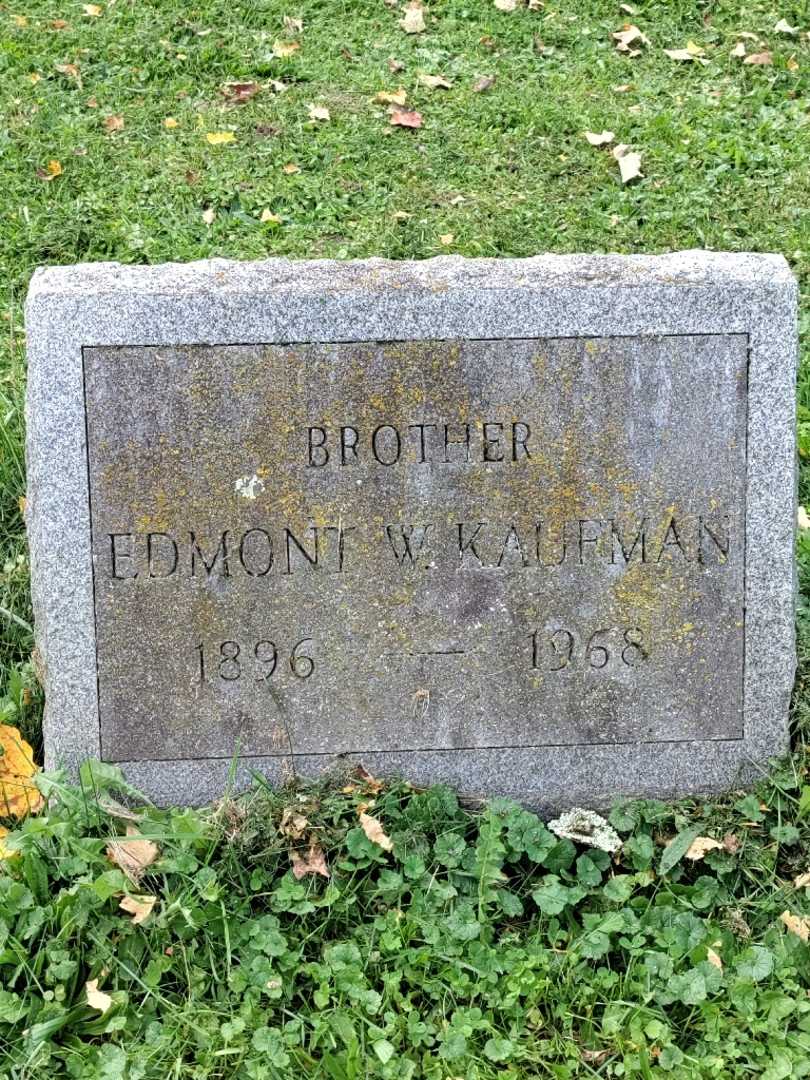 BROTHER
EDMONT W. KAUFMAN
1896 — 1968